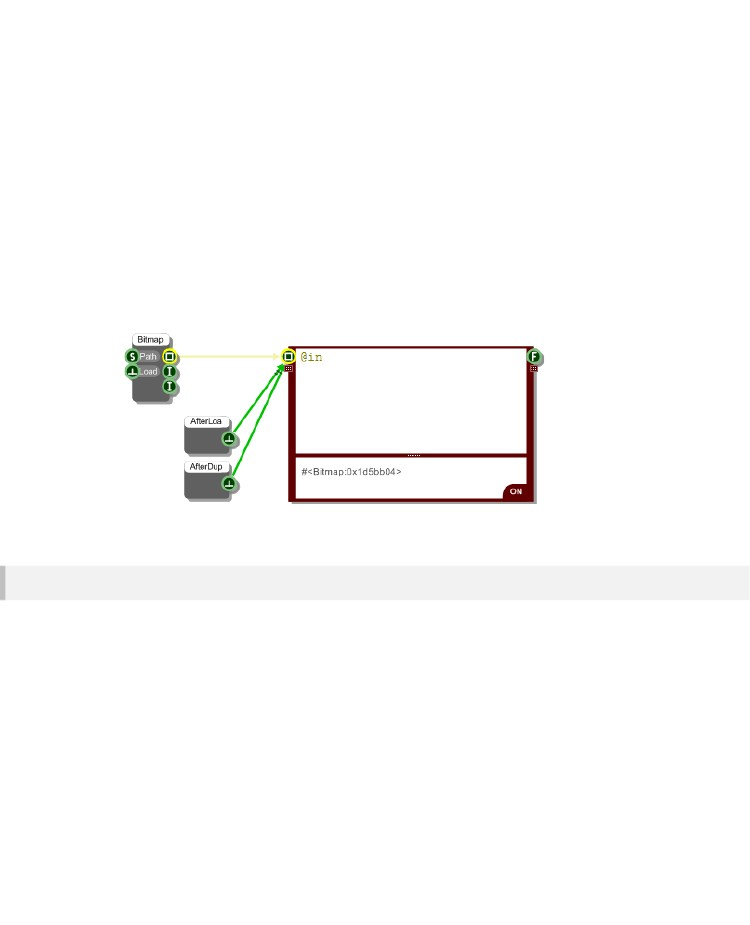 Bitmap
S Path
Load I
I
@in
F
AfterLoa
AfterDup
#<Bitmap:0x1d5bb04>
ON